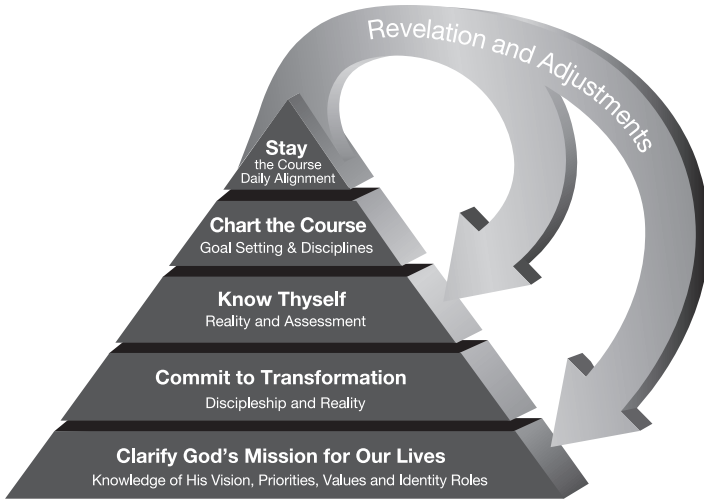 Revelation and Adjustments
Stay
the Course
Daily Alignment
Chart the Course
Goal Setting & Disciplines
Know Thyself
Reality and Assessment
Commit to Transformation
Discipleship and Reality
Clarify God's Mission for Our Lives
Knowledge of His Vision, Priorities, Values and Identity Roles